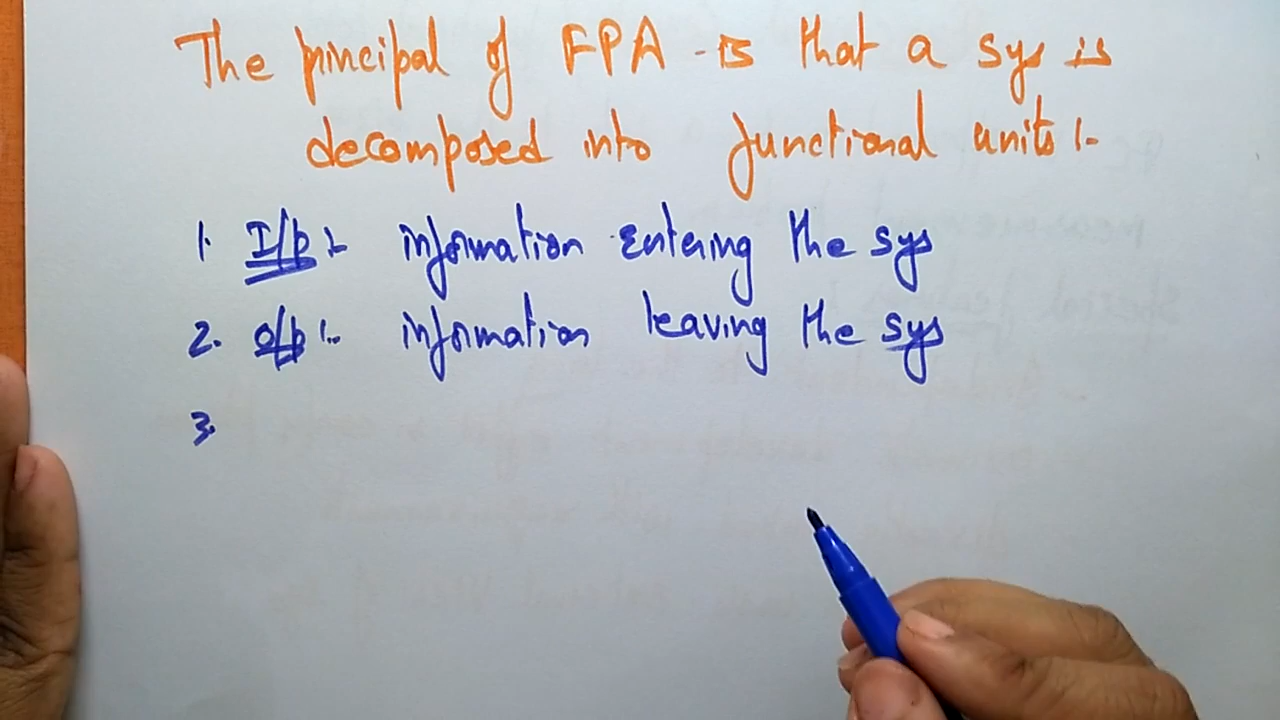 The principal of FPA - is that a sys is
decomposed into functional units :-
1. I/p :- information Entering the sys
2. o/p :- information leaving the sys
3.